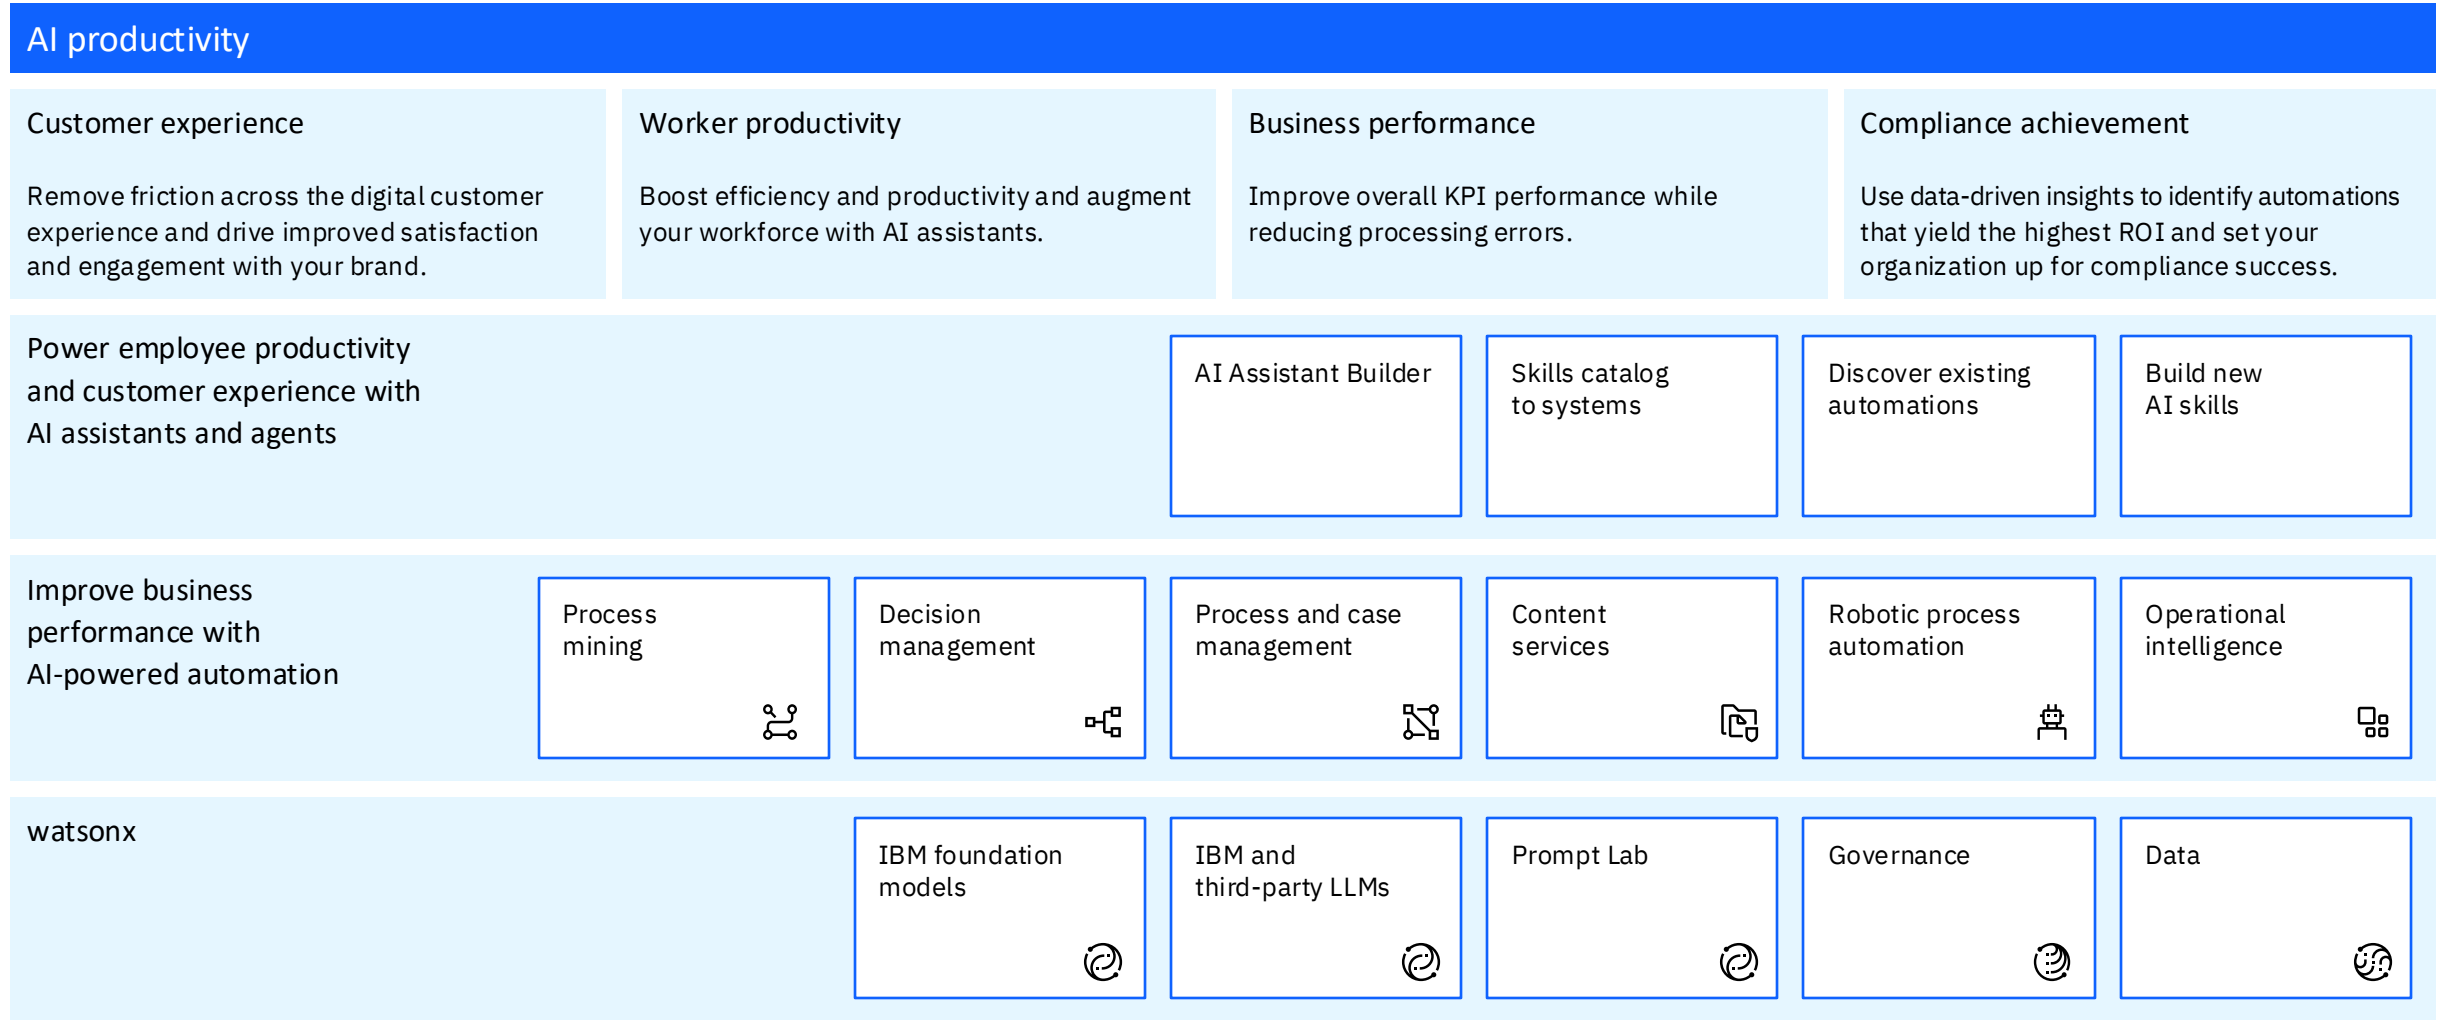 AI productivity
Customer experience
Remove friction across the digital customer
experience and drive improved satisfaction
and engagement with your brand.
Worker productivity
Boost efficiency and productivity and augment
your workforce with AI assistants.
Business performance
Improve overall KPI performance while
reducing processing errors.
Compliance achievement
Use data-driven insights to identify automations
that yield the highest ROI and set your
organization up for compliance success.
Power employee productivity
and customer experience with
AI assistants and agents
AI Assistant Builder
Skills catalog
to systems
Discover existing
automations
Build new
AI skills
Improve business
performance with
AI-powered automation
Process
mining
Decision
management
Process and case
management
Content
services
Robotic process
automation
Operational
intelligence
watsonx
IBM foundation
models
IBM and
third-party LLMs
Prompt Lab
Governance
Data